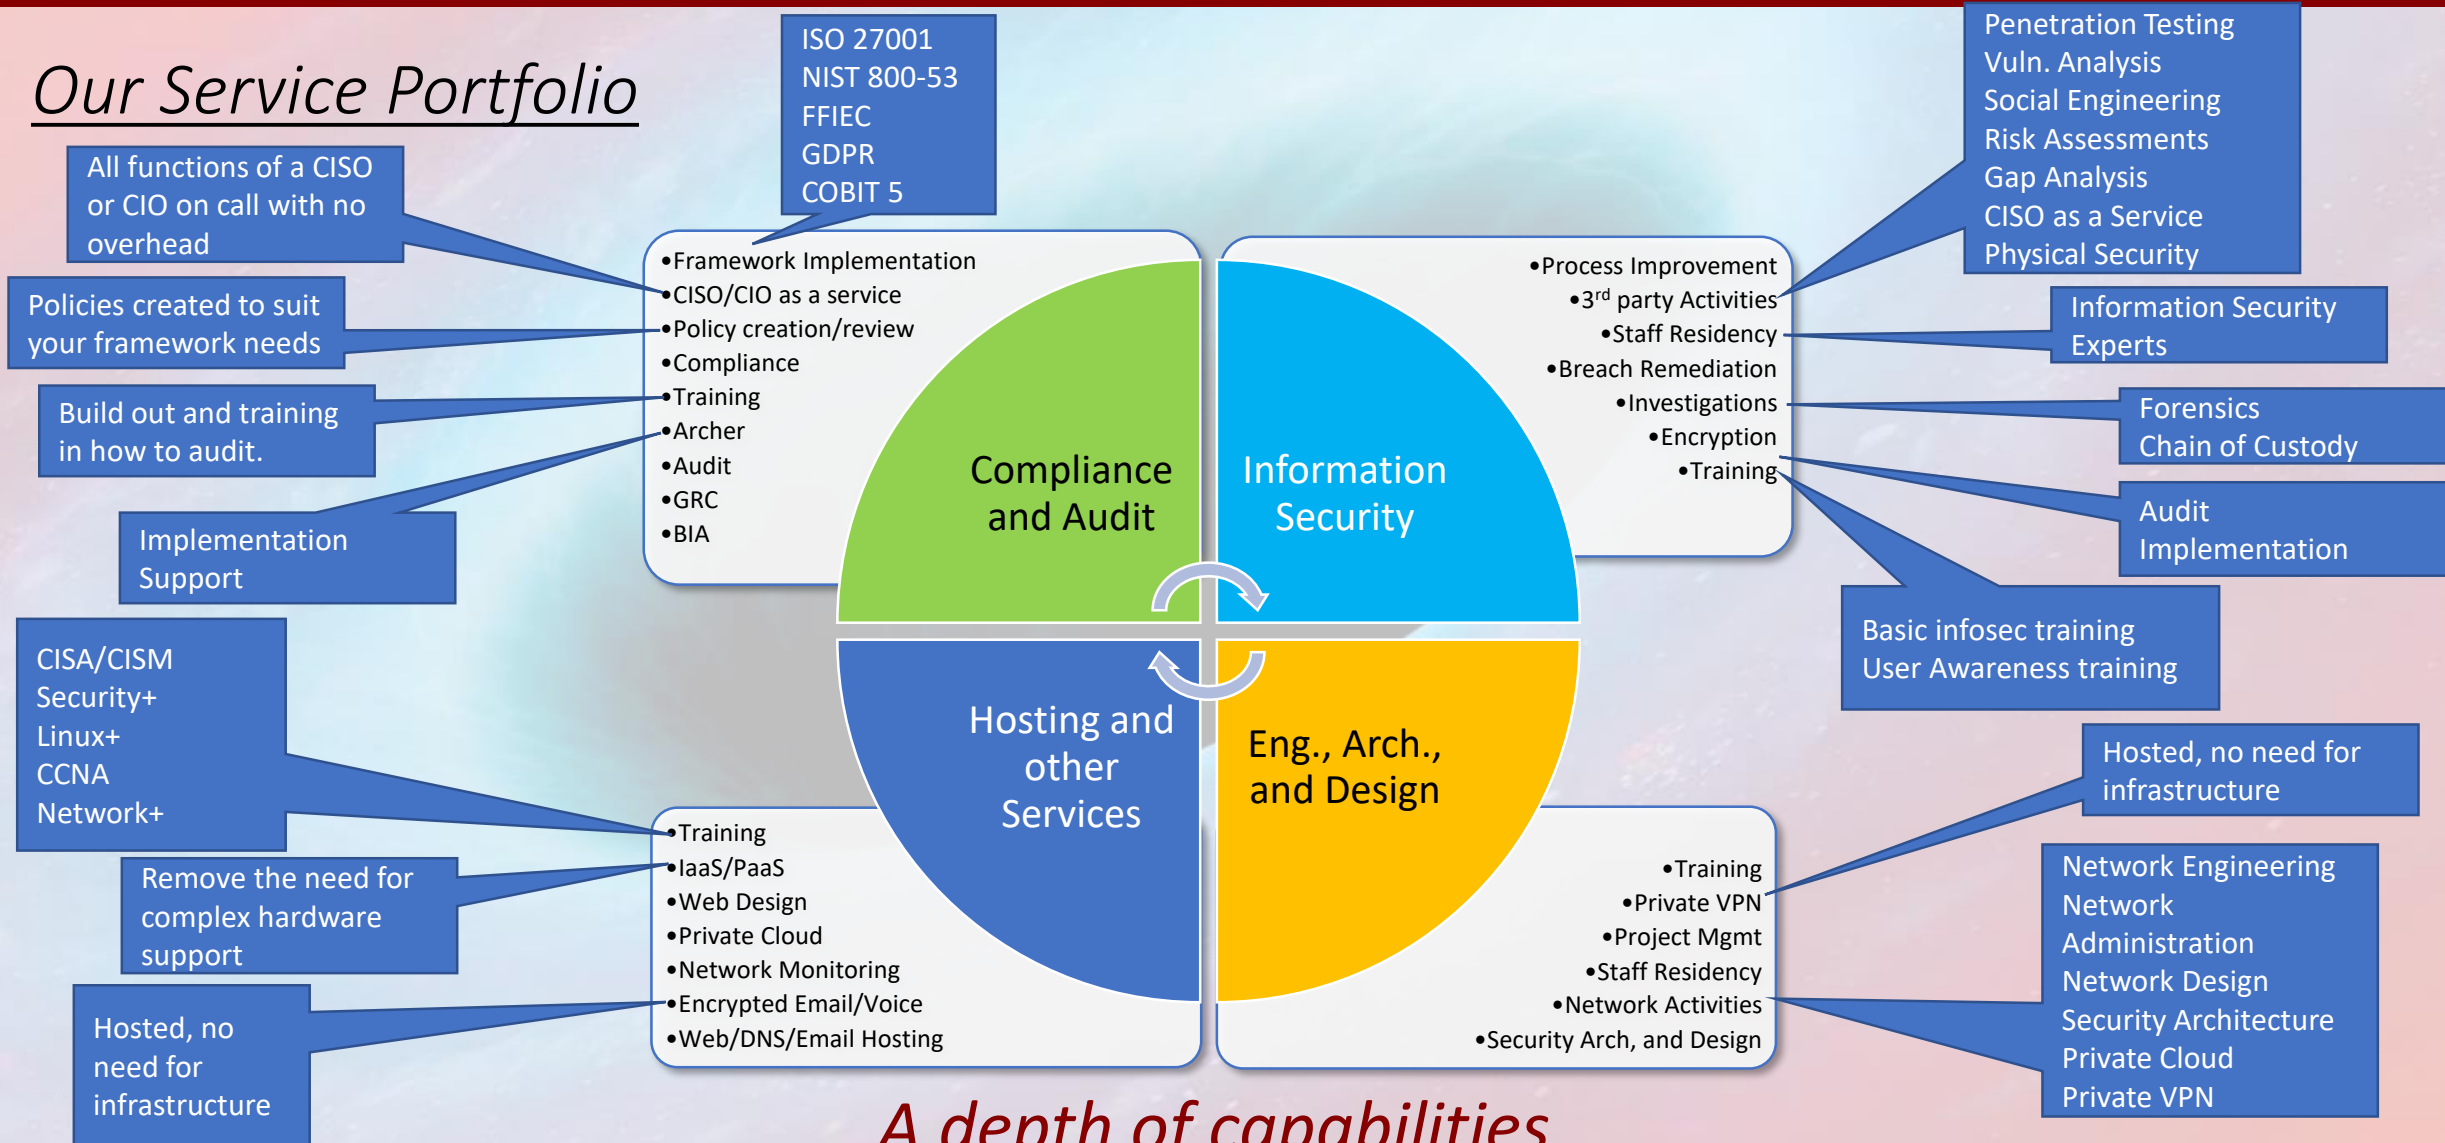 Our Service Portfolio
ISO 27001
NIST 800-53
FFIEC
GDPR
COBIT 5
All functions of a CISO
or CIO on call with no
overhead
Policies created to suit
your framework needs
Build out and training
in how to audit.
Implementation
Support
•Framework Implementation
•CISO/CIO as a service
•Policy creation/review
•Compliance
•Training
•Archer
•Audit
•GRC
•BIA
Compliance
and Audit
Information
Security
•Process Improvement
•3rd party Activities
•Staff Residency
•Breach Remediation
•Investigations
•Encryption
•Training
Penetration Testing
Vuln. Analysis
Social Engineering
Risk Assessments
Gap Analysis
CISO as a Service
Physical Security
Information Security
Experts
Forensics
Chain of Custody
Audit
Implementation
Basic infosec training
User Awareness training
CISA/CISM
Security+
Linux+
CCNA
Network+
Remove the need for
complex hardware
support
Hosted, no
need for
infrastructure
•Training
•IaaS/PaaS
•Web Design
•Private Cloud
•Network Monitoring
•Encrypted Email/Voice
•Web/DNS/Email Hosting
Hosting and
other
Services
Eng., Arch.,
and Design
•Training
•Private VPN
•Project Mgmt
•Staff Residency
•Network Activities
•Security Arch, and Design
Hosted, no need for
infrastructure
Network Engineering
Network
Administration
Network Design
Security Architecture
Private Cloud
Private VPN
A depth of capabilities